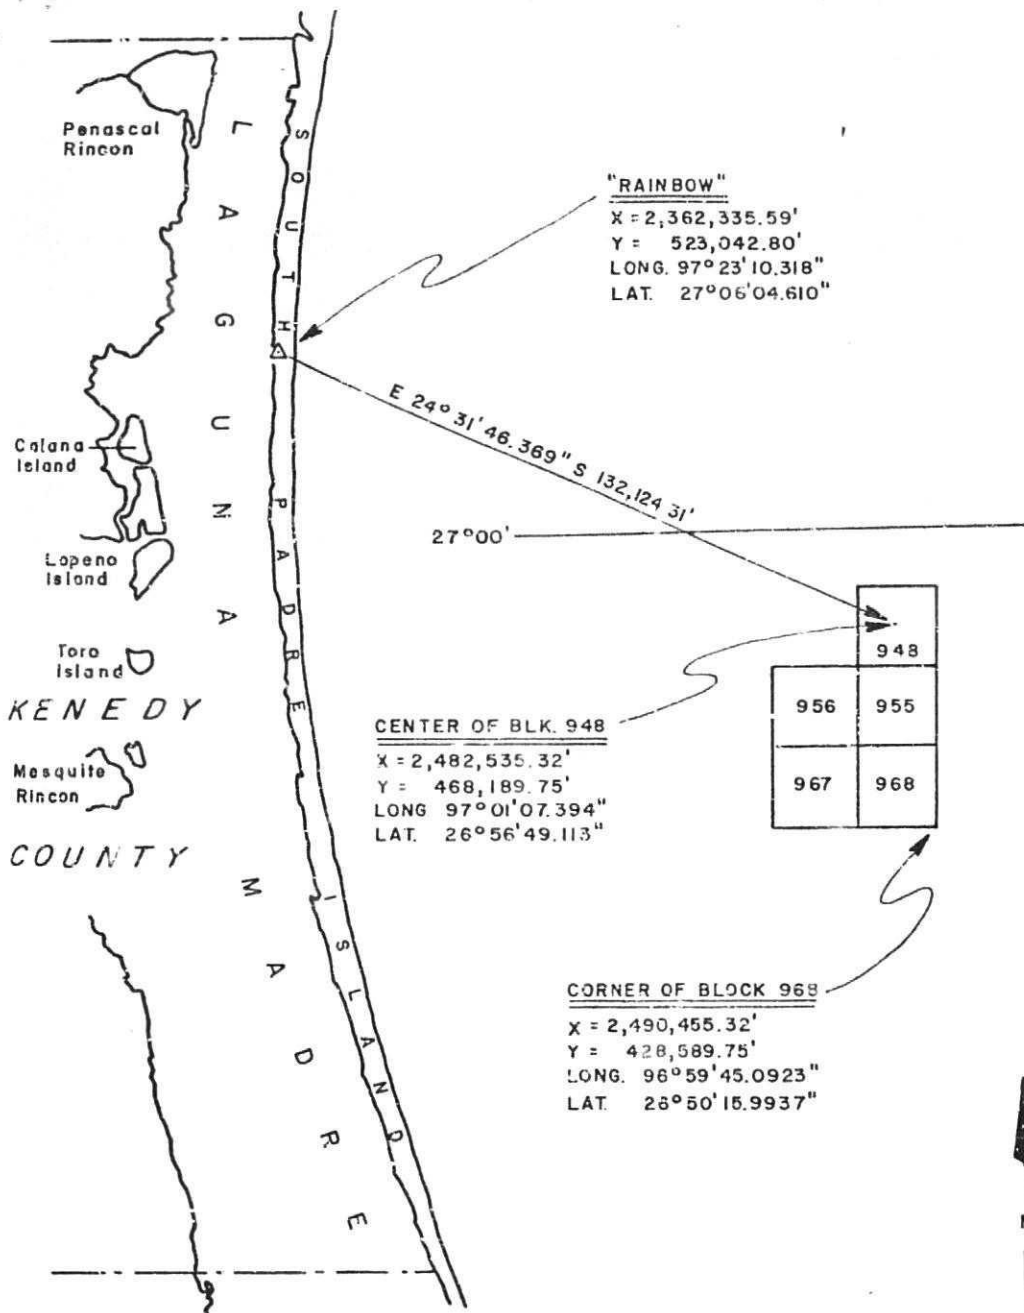 Penascal
Rincon
LAGUNA MADRE
SOUTH PADRE ISLAND
"RAINBOW"
X = 2,362,335.59'
Y = 523,042.80'
LONG. 97°23'10.318"
LAT. 27°06'04.610"
E 24°31'46.369" S 132,124.31'
27°00'
Calana
Island
Lopeno
Island
Toro
Island
KENEDY
Mesquite
Rincon
COUNTY
948
956 955
967 968
CENTER OF BLK. 948
X = 2,482,535.32'
Y = 468,189.75'
LONG 97°01'07.394"
LAT. 26°56'49.113"
CORNER OF BLOCK 968
X = 2,490,455.32'
Y = 428,589.75'
LONG. 96°59'45.0923"
LAT. 26°50'15.9937"